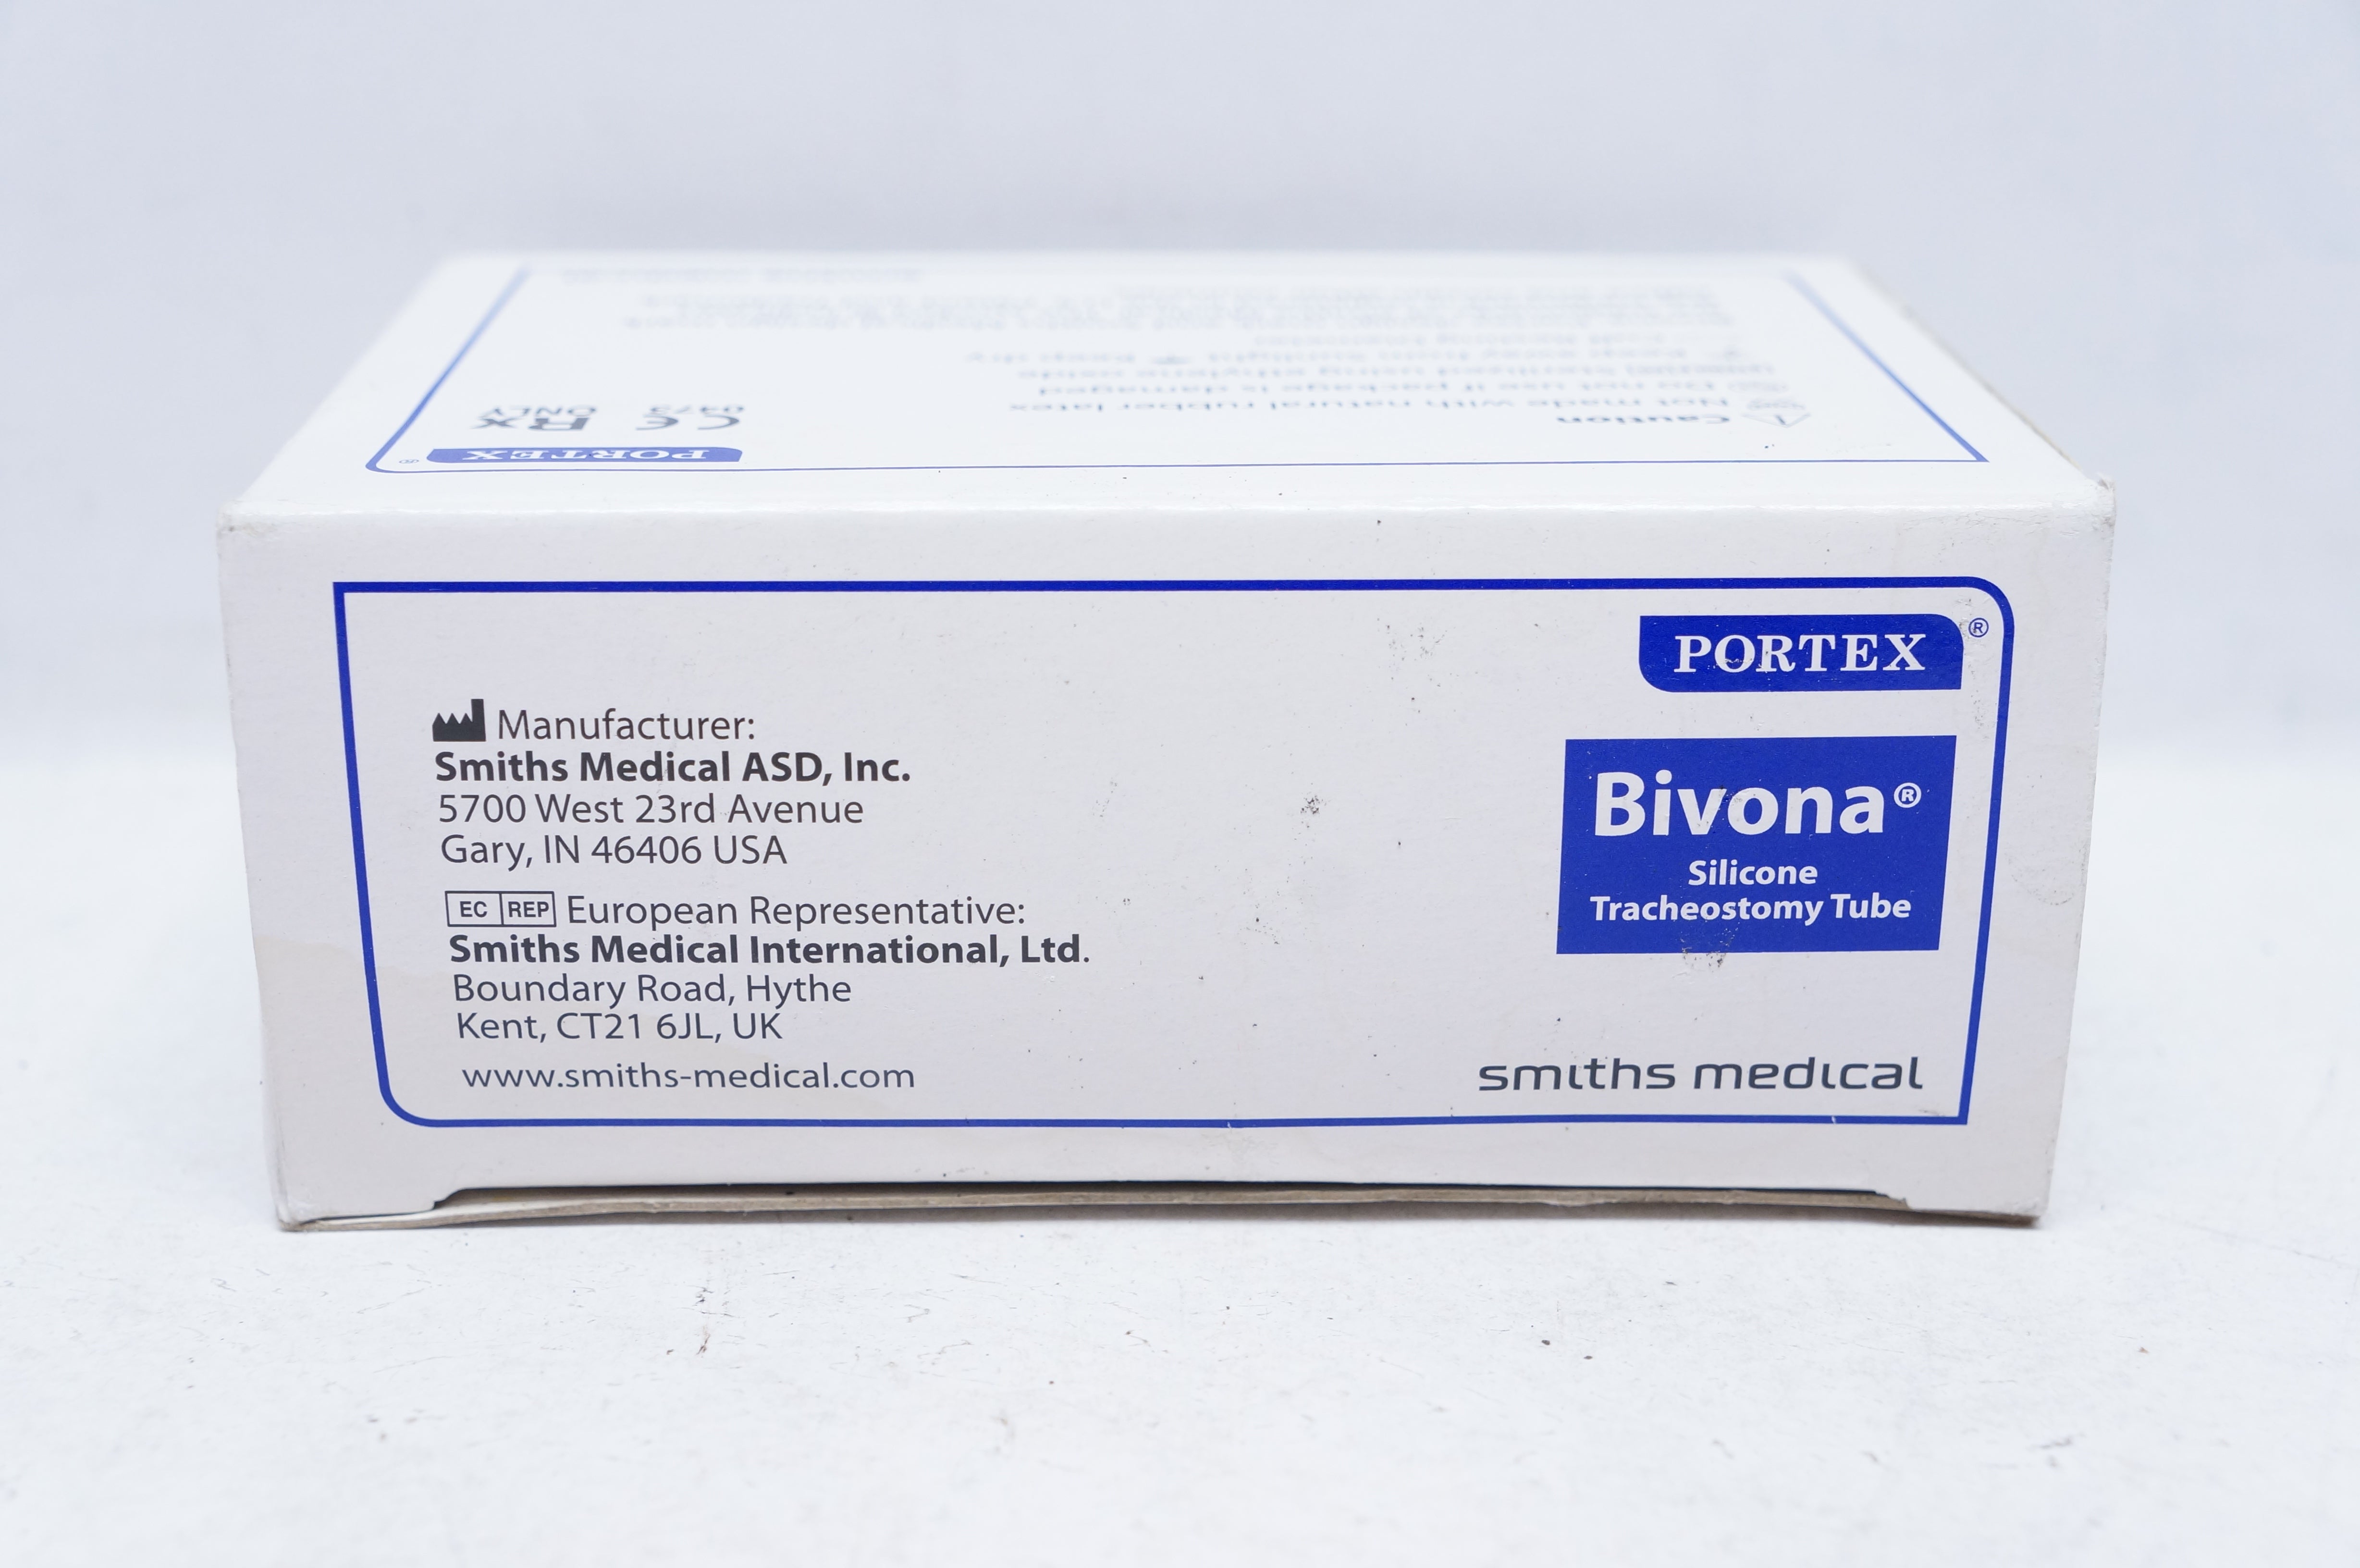 PORTEX®
CE Rx
0473 ONLY
Caution
Not made with natural rubber latex
Do not use if package is damaged
Manufacturer:
Smiths Medical ASD, Inc.
5700 West 23rd Avenue
Gary, IN 46406 USA
EC REP European Representative:
Smiths Medical International, Ltd.
Boundary Road, Hythe
Kent, CT21 6JL, UK
www.smiths-medical.com
PORTEX®
Bivona®
Silicone
Tracheostomy Tube
smiths medical